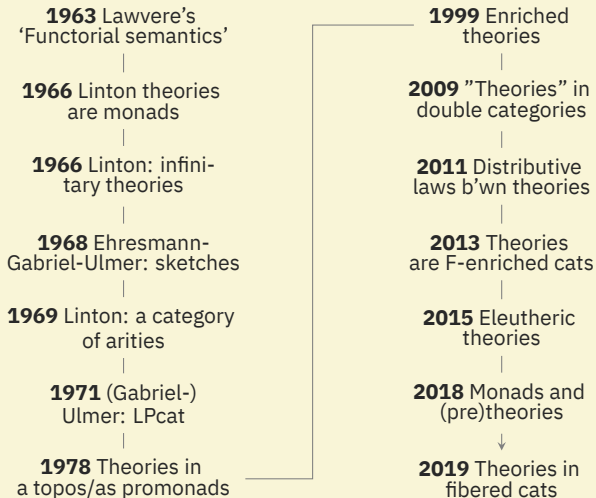 1963 Lawvere's
'Functorial semantics'
1966 Linton theories
are monads
1966 Linton: infini-
tary theories
1968 Ehresmann-
Gabriel-Ulmer: sketches
1969 Linton: a category
of arities
1971 (Gabriel-)
Ulmer: LPcat
1978 Theories in
a topos/as promonads
1999 Enriched
theories
2009 "Theories" in
double categories
2011 Distributive
laws b'wn theories
2013 Theories
are F-enriched cats
2015 Eleutheric
theories
2018 Monads and
(pre)theories
2019 Theories in
fibered cats